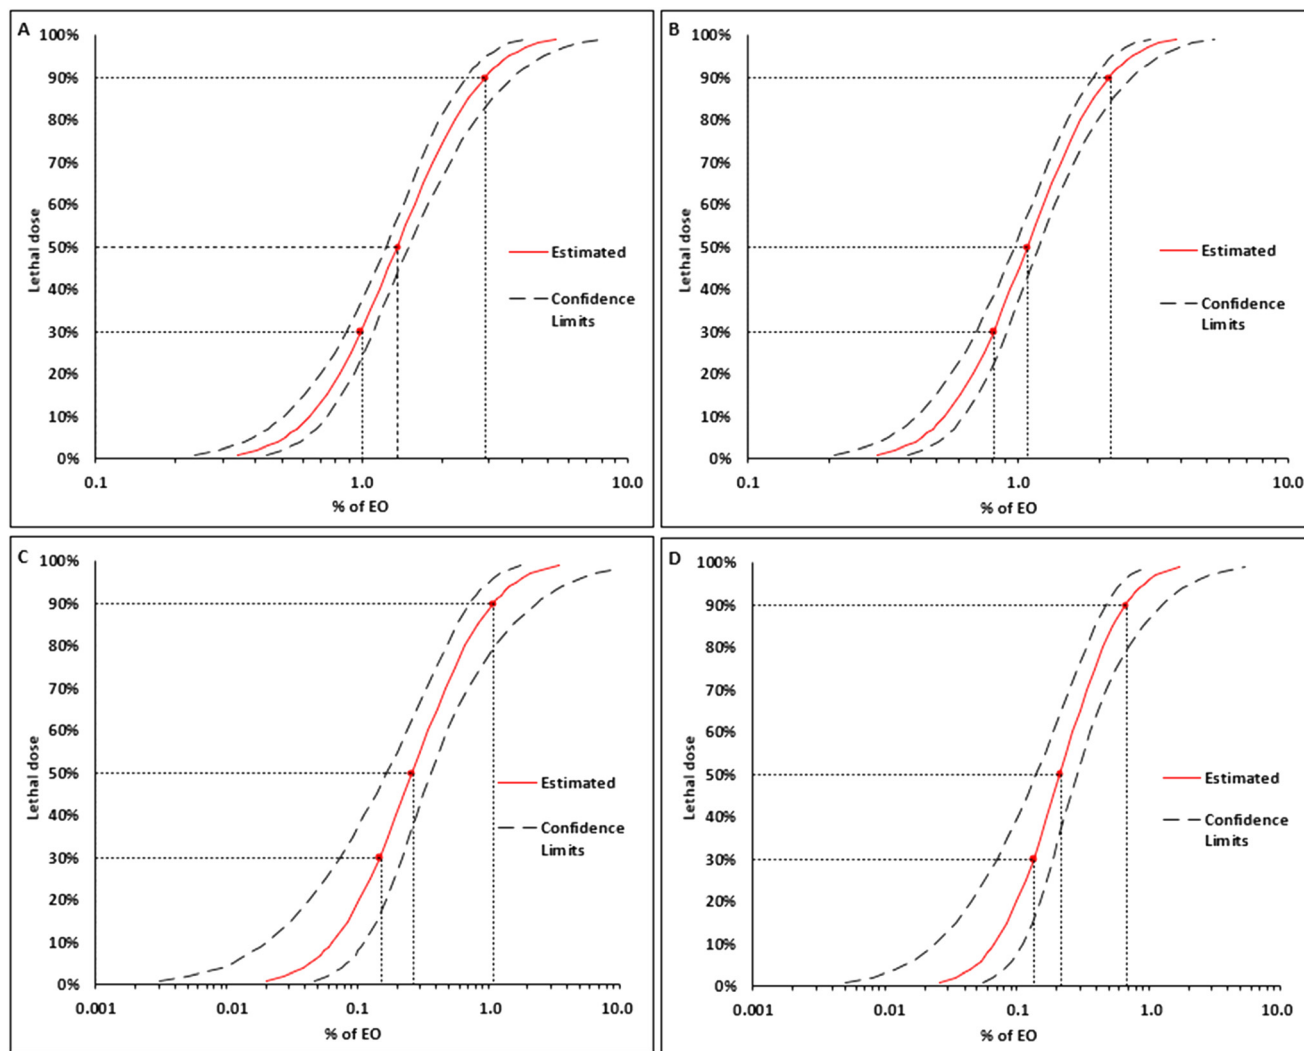 A
100%
90%
80%
70%
60%
50%
40%
30%
20%
10%
0%
Lethal dose
0.1
1.0
10.0
% of EO
Estimated
Confidence
Limits
B
100%
90%
80%
70%
60%
50%
40%
30%
20%
10%
0%
Lethal dose
0.1
1.0
10.0
% of EO
Estimated
Confidence
Limits
C
100%
90%
80%
70%
60%
50%
40%
30%
20%
10%
0%
Lethal dose
0.001
0.01
0.1
1.0
10.0
% of EO
Estimated
Confidence
Limits
D
100%
90%
80%
70%
60%
50%
40%
30%
20%
10%
0%
Lethal dose
0.001
0.01
0.1
1.0
10.0
% of EO
Estimated
Confidence
Limits